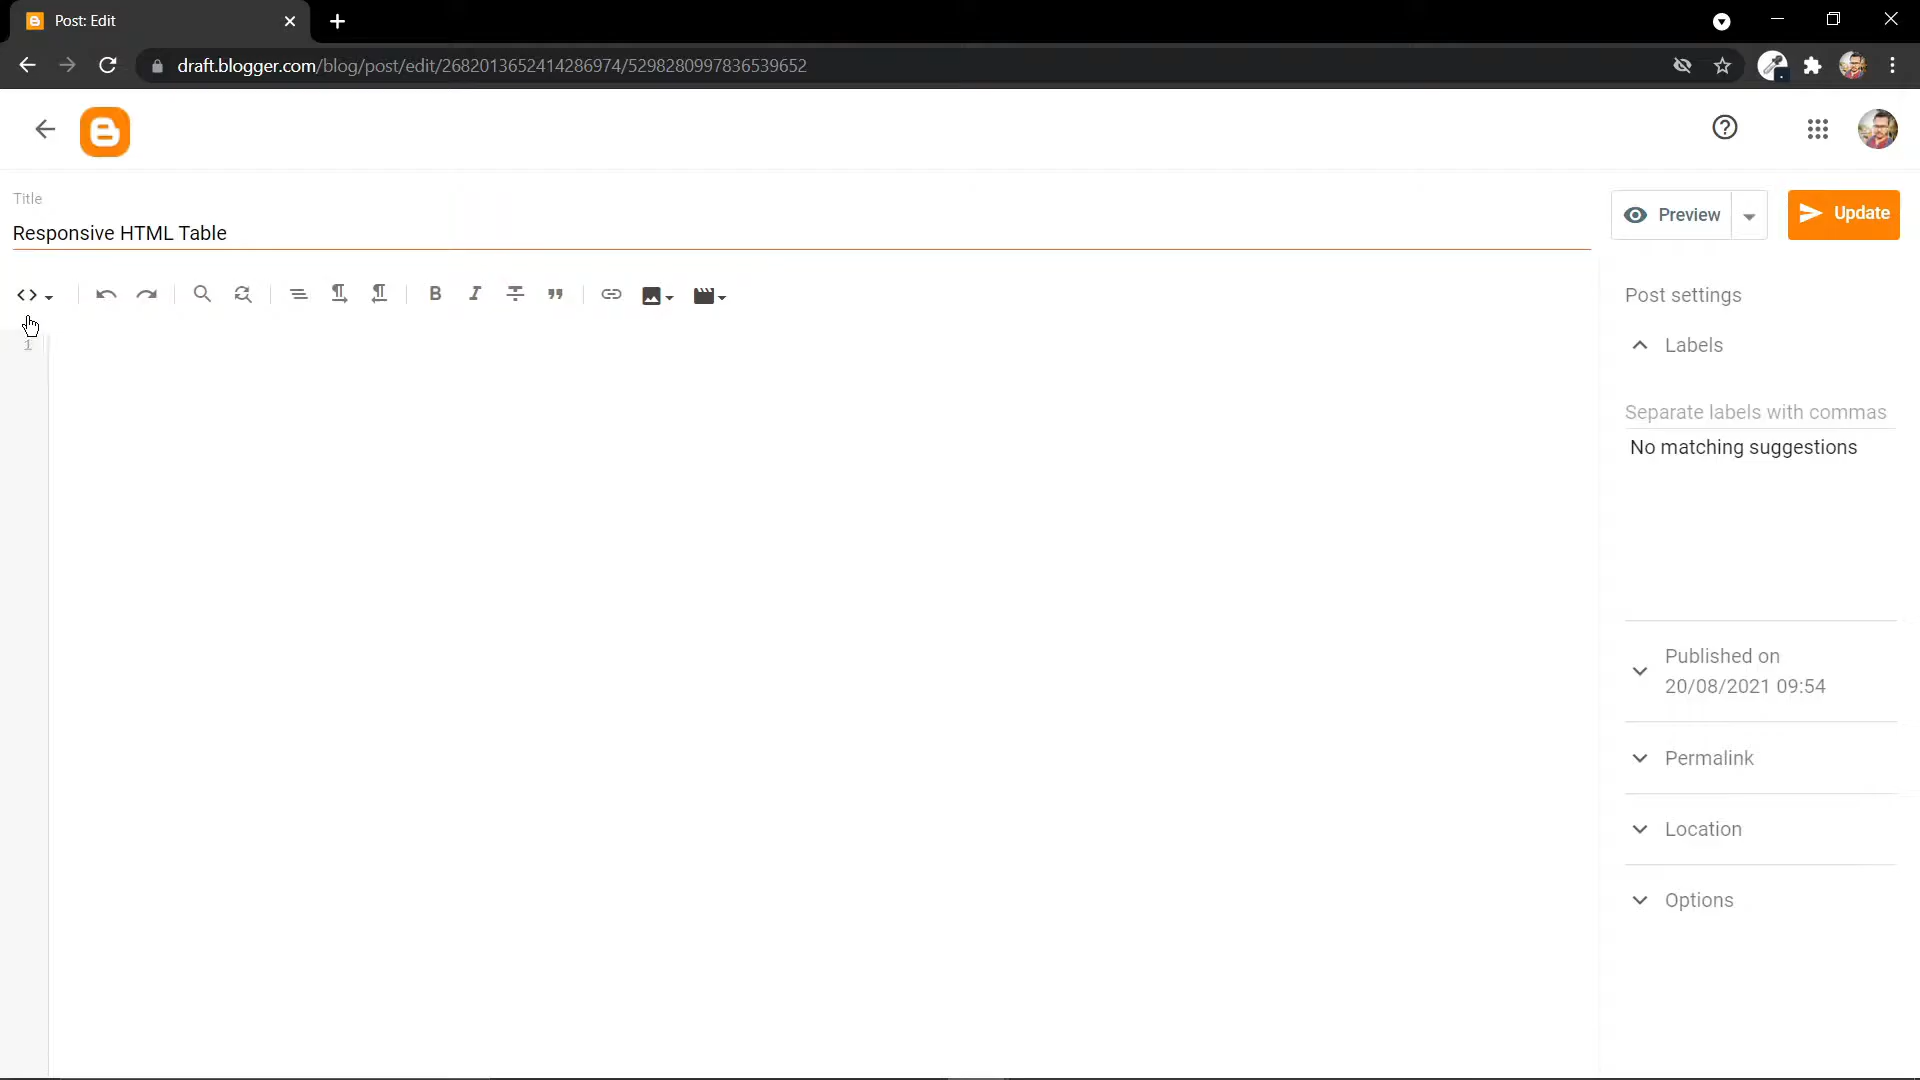 Post: Edit
draft.blogger.com/blog/post/edit/2682013652414286974/5298280997836539652
Title
Responsive HTML Table
Preview
Update
1
Post settings
Labels
Separate labels with commas
No matching suggestions
Published on
20/08/2021 09:54
Permalink
Location
Options